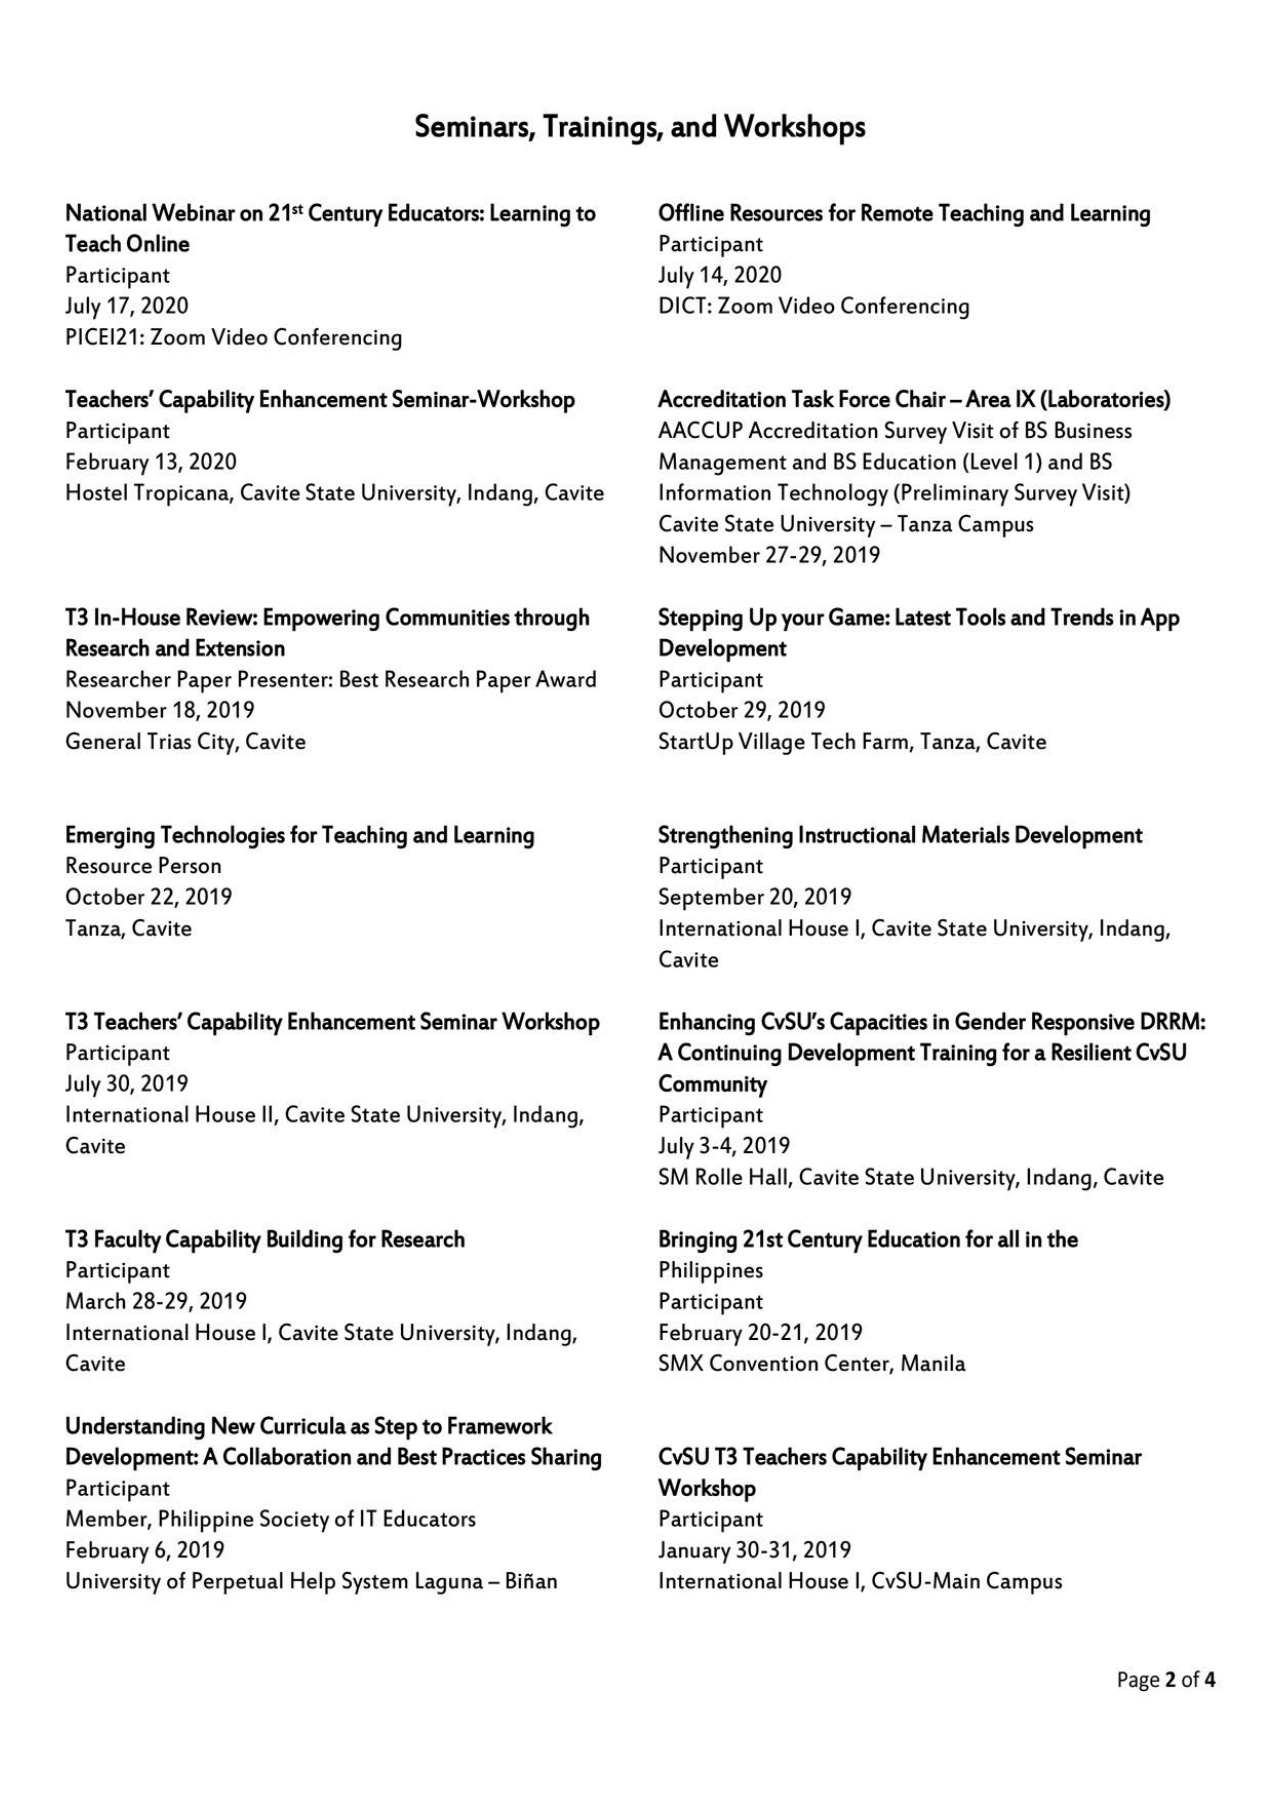 Seminars, Trainings, and Workshops
National Webinar on 21st Century Educators: Learning to
Teach Online
Participant
July 17, 2020
PICEI21: Zoom Video Conferencing
Offline Resources for Remote Teaching and Learning
Participant
July 14, 2020
DICT: Zoom Video Conferencing
Teachers’ Capability Enhancement Seminar-Workshop
Participant
February 13, 2020
Hostel Tropicana, Cavite State University, Indang, Cavite
Accreditation Task Force Chair – Area IX (Laboratories)
AACCUP Accreditation Survey Visit of BS Business
Management and BS Education (Level 1) and BS
Information Technology (Preliminary Survey Visit)
Cavite State University – Tanza Campus
November 27-29, 2019
T3 In-House Review: Empowering Communities through
Research and Extension
Researcher Paper Presenter: Best Research Paper Award
November 18, 2019
General Trias City, Cavite
Stepping Up your Game: Latest Tools and Trends in App
Development
Participant
October 29, 2019
StartUp Village Tech Farm, Tanza, Cavite
Emerging Technologies for Teaching and Learning
Resource Person
October 22, 2019
Tanza, Cavite
Strengthening Instructional Materials Development
Participant
September 20, 2019
International House I, Cavite State University, Indang,
Cavite
T3 Teachers’ Capability Enhancement Seminar Workshop
Participant
July 30, 2019
International House II, Cavite State University, Indang,
Cavite
Enhancing CvSU’s Capacities in Gender Responsive DRRM:
A Continuing Development Training for a Resilient CvSU
Community
Participant
July 3-4, 2019
SM Rolle Hall, Cavite State University, Indang, Cavite
T3 Faculty Capability Building for Research
Participant
March 28-29, 2019
International House I, Cavite State University, Indang,
Cavite
Bringing 21st Century Education for all in the
Philippines
Participant
February 20-21, 2019
SMX Convention Center, Manila
Understanding New Curricula as Step to Framework
Development: A Collaboration and Best Practices Sharing
Participant
Member, Philippine Society of IT Educators
February 6, 2019
University of Perpetual Help System Laguna – Biñan
CvSU T3 Teachers Capability Enhancement Seminar
Workshop
Participant
January 30-31, 2019
International House I, CvSU-Main Campus
Page 2 of 4